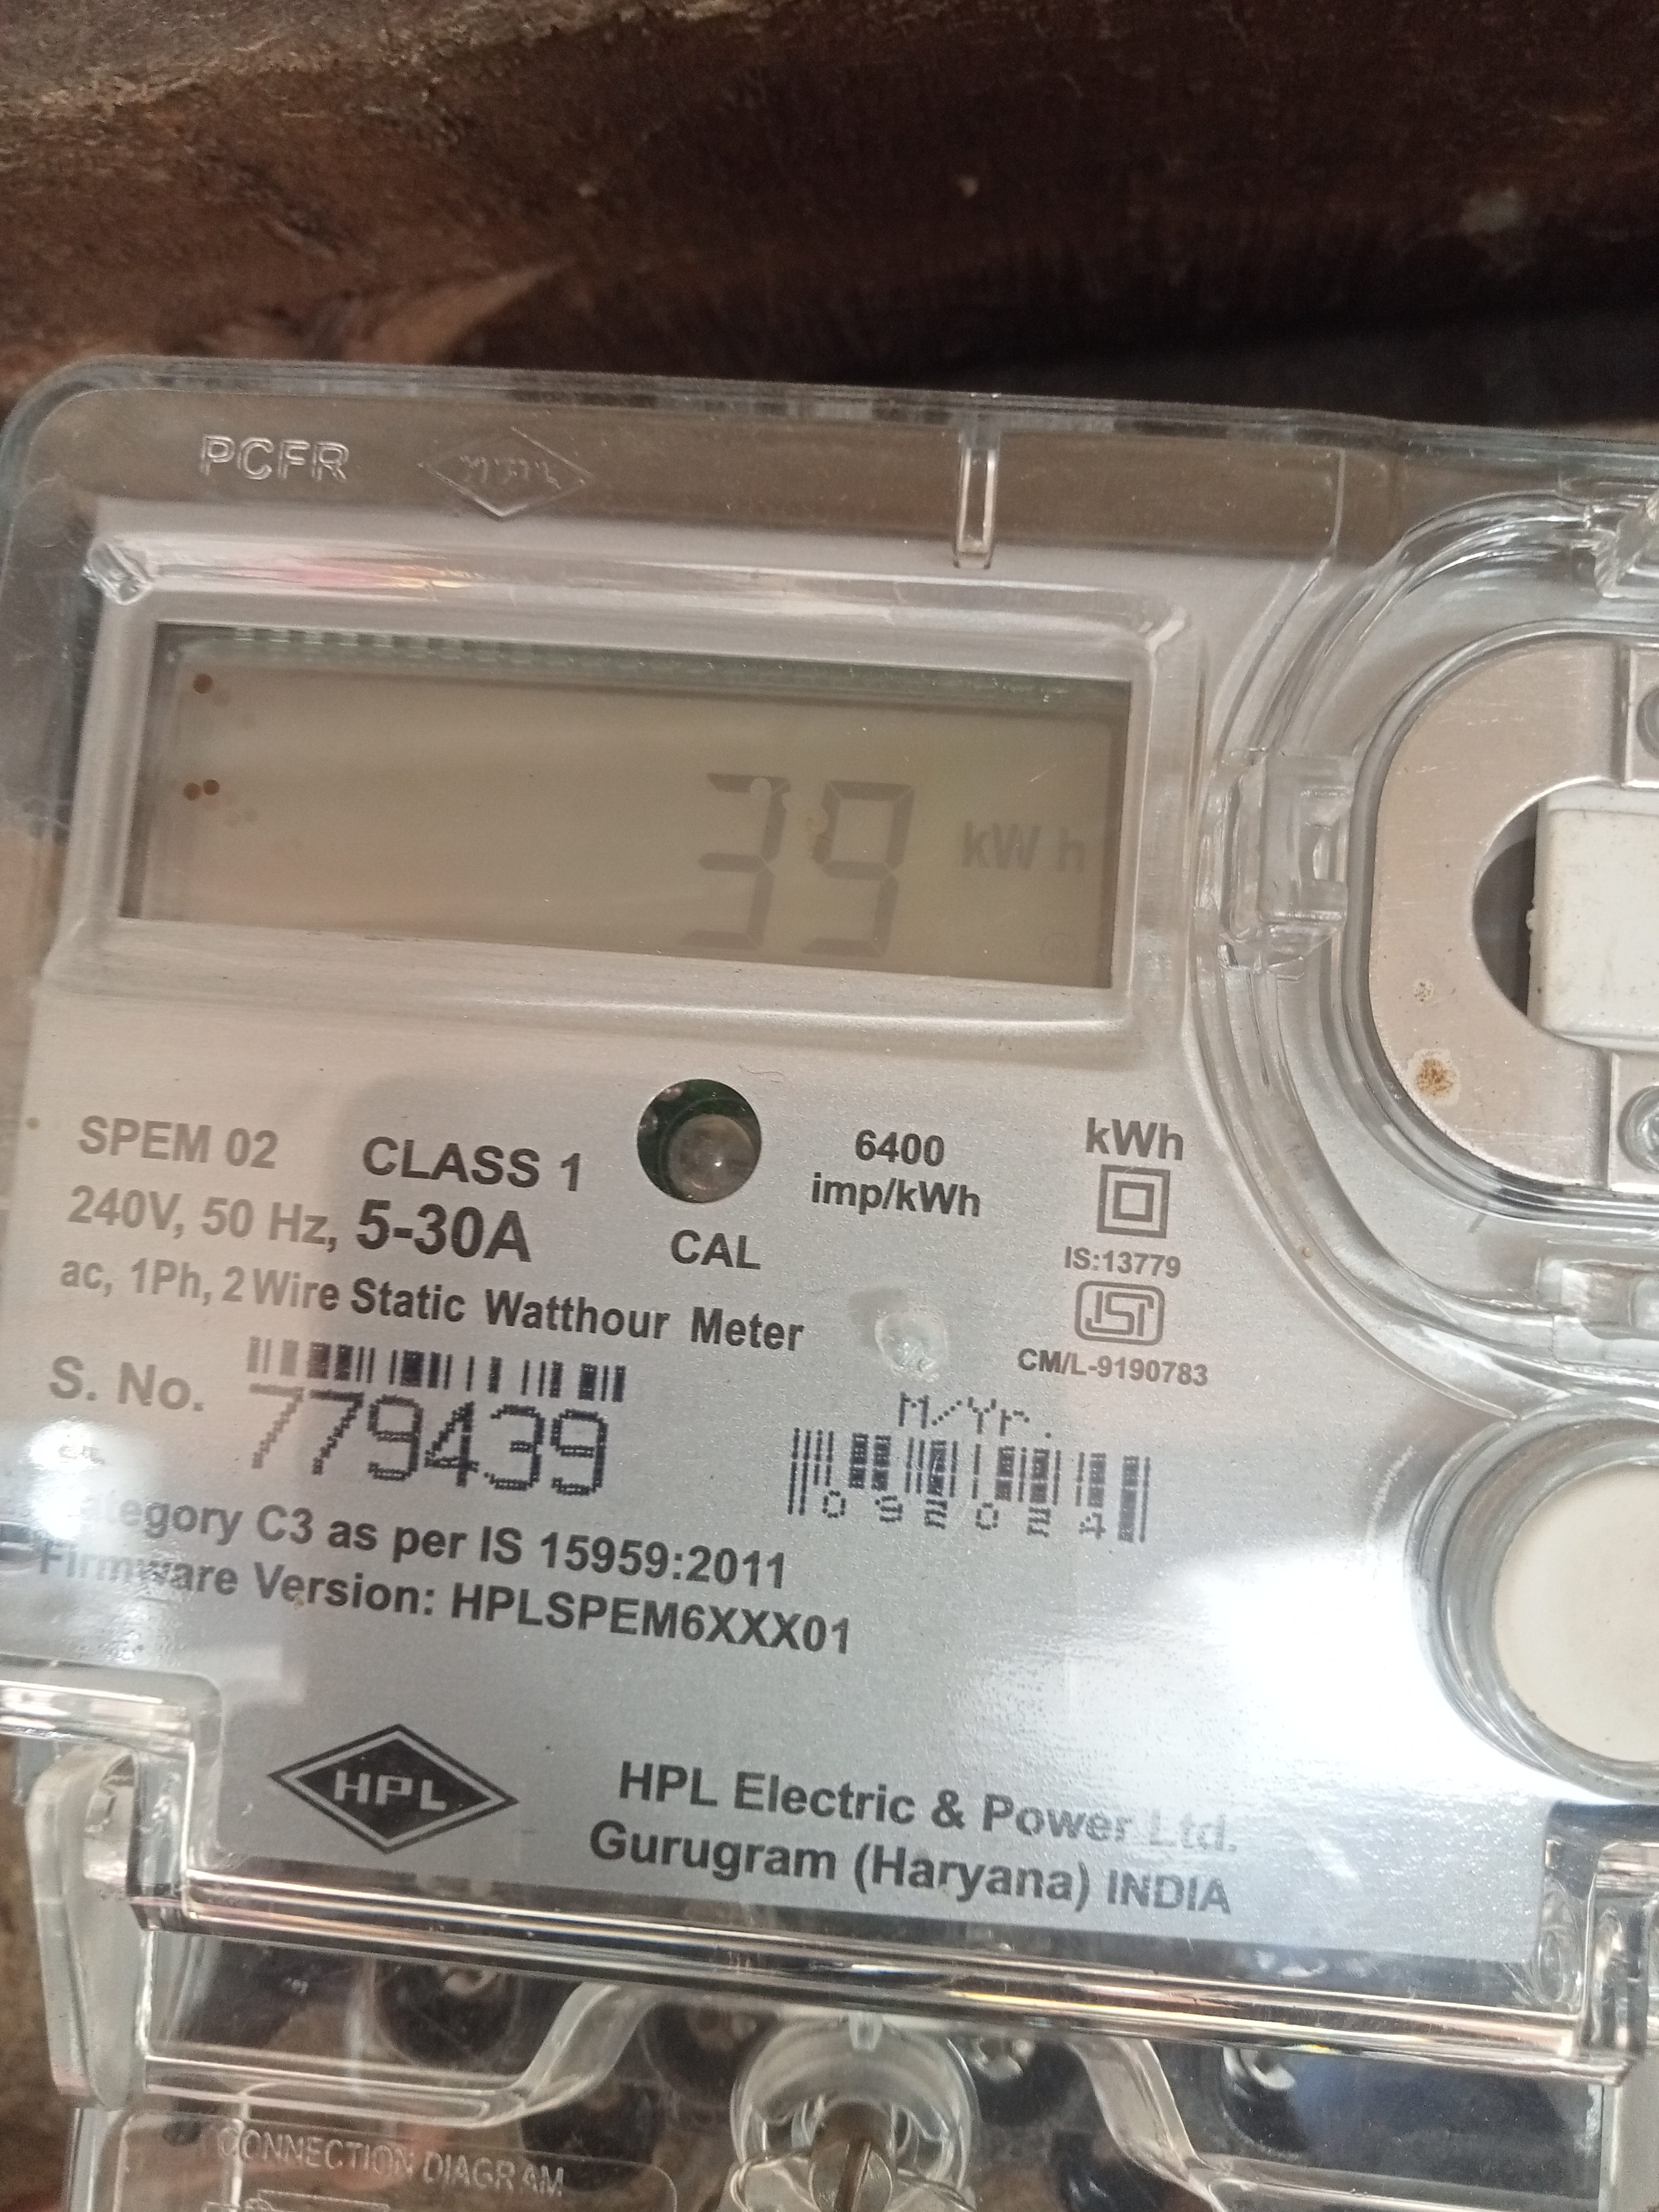 PCFR
39 kWh
SPEM 02 CLASS 1
240V, 50 Hz, 5-30A
ac, 1Ph, 2 Wire Static Watthour Meter
CAL
6400
imp/kWh
kWh
IS:13779
ISI
CM/L-9190783
S. No. 779439
M/Yr.
092024
ategory C3 as per IS 15959:2011
Firmware Version: HPLSPEM6XXX01
HPL
HPL Electric & Power Ltd.
Gurugram (Haryana) INDIA
CONNECTION DIAGRAM